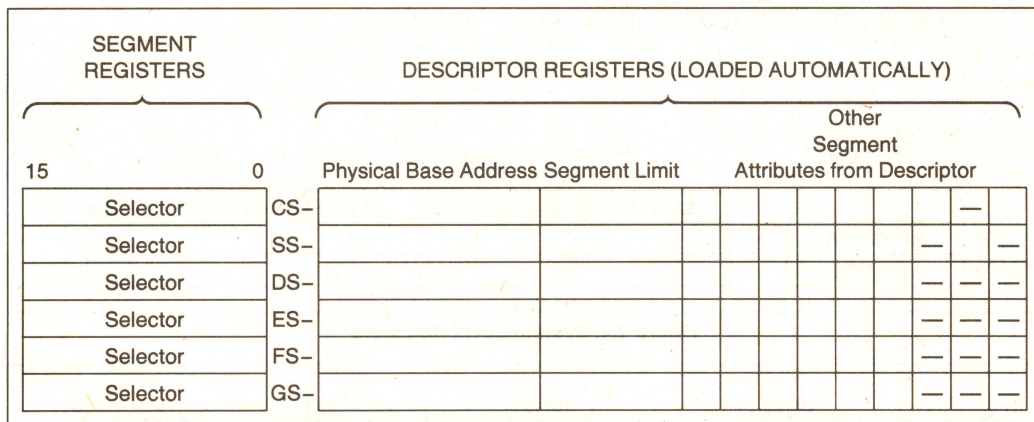 SEGMENT
REGISTERS
DESCRIPTOR REGISTERS (LOADED AUTOMATICALLY)
Other
Segment
15 0 Physical Base Address Segment Limit Attributes from Descriptor
Selector CS– —
Selector SS– — —
Selector DS– — — —
Selector ES– — — —
Selector FS– — — —
Selector GS– — — —